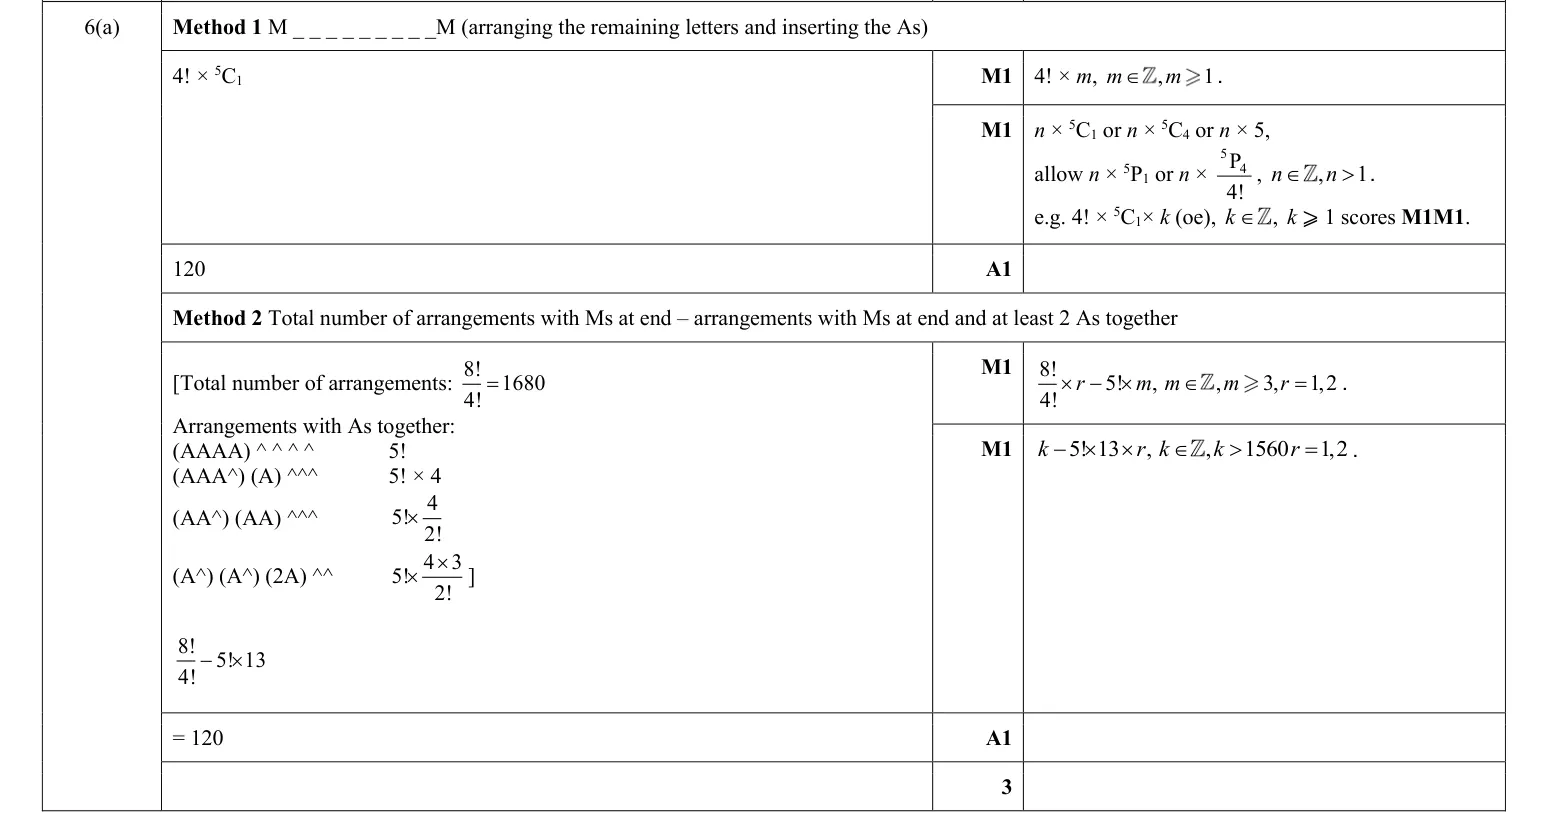 6(a)
Method 1 M _ _ _ _ _ _ _ _ _M (arranging the remaining letters and inserting the As)
4! × ⁵C₁
M1
4! × m, m ∈ ℤ, m ⩾ 1 .
M1
n × ⁵C₁ or n × ⁵C₄ or n × 5,
allow n × ⁵P₁ or n × ⁵P₄/4! , n ∈ ℤ, n > 1 .
e.g. 4! × ⁵C₁× k (oe), k ∈ ℤ, k ⩾ 1 scores M1M1.
120
A1
Method 2 Total number of arrangements with Ms at end – arrangements with Ms at end and at least 2 As together
[Total number of arrangements: 8!/4! = 1680
Arrangements with As together:
(AAAA) ^ ^ ^ ^ 5!
(AAA^) (A) ^^^ 5! × 4
(AA^) (AA) ^^^ 5!× 4/2!
(A^) (A^) (2A) ^^ 5!× 4×3/2! ]
8!/4! – 5!×13
M1
8!/4! × r – 5!× m, m ∈ ℤ, m ⩾ 3, r = 1, 2 .
M1
k – 5!×13× r, k ∈ ℤ, k > 1560 r = 1, 2 .
= 120
A1
3